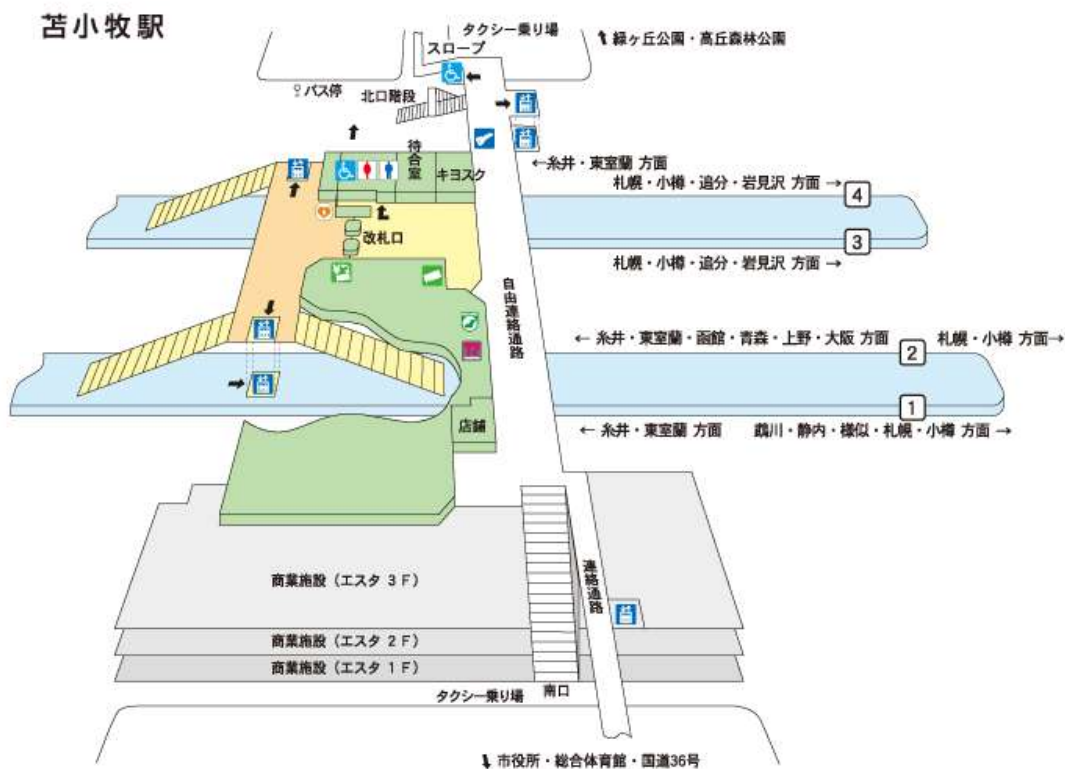 苫小牧駅
タクシー乗り場
スロープ
緑ヶ丘公園・高丘森林公園
バス停
北口階段
待合室
キヨスク
←糸井・東室蘭 方面
札幌・小樽・追分・岩見沢 方面→
4
3
改札口
札幌・小樽・追分・岩見沢 方面→
自由連絡通路
← 糸井・東室蘭・函館・青森・上野・大阪 方面
札幌・小樽 方面→
2
1
店舗
← 糸井・東室蘭 方面
鵡川・静内・様似・札幌・小樽 方面 →
連絡通路
商業施設（エスタ 3F）
商業施設（エスタ 2F）
商業施設（エスタ 1F）
南口
タクシー乗り場
市役所・総合体育館・国道36号